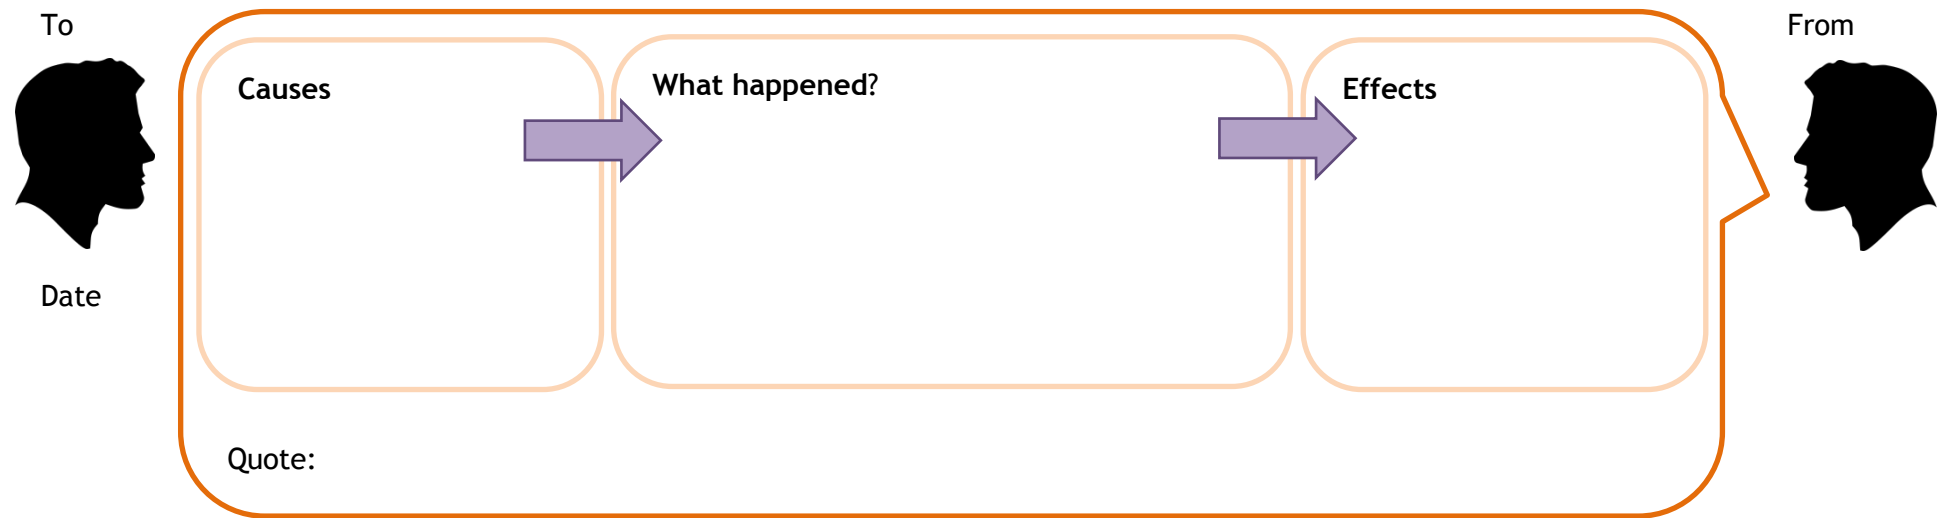 To
From
Causes
What happened?
Effects
Date
Quote: